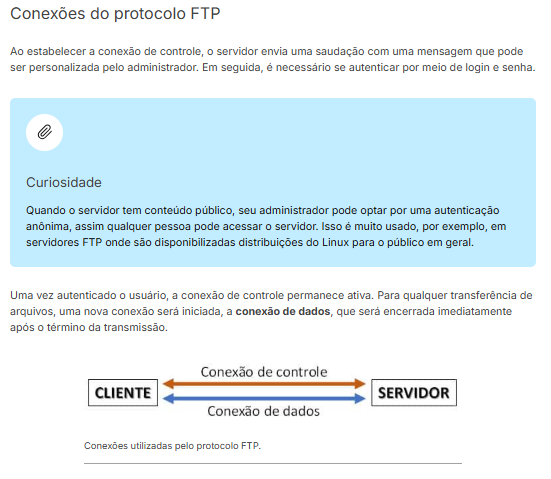 Conexões do protocolo FTP
Ao estabelecer a conexão de controle, o servidor envia uma saudação com uma mensagem que pode
ser personalizada pelo administrador. Em seguida, é necessário se autenticar por meio de login e senha.
Curiosidade
Quando o servidor tem conteúdo público, seu administrador pode optar por uma autenticação
anônima, assim qualquer pessoa pode acessar o servidor. Isso é muito usado, por exemplo, em
servidores FTP onde são disponibilizadas distribuições do Linux para o público em geral.
Uma vez autenticado o usuário, a conexão de controle permanece ativa. Para qualquer transferência de
arquivos, uma nova conexão será iniciada, a conexão de dados, que será encerrada imediatamente
após o término da transmissão.
Conexão de controle
CLIENTE
SERVIDOR
Conexão de dados
Conexões utilizadas pelo protocolo FTP.